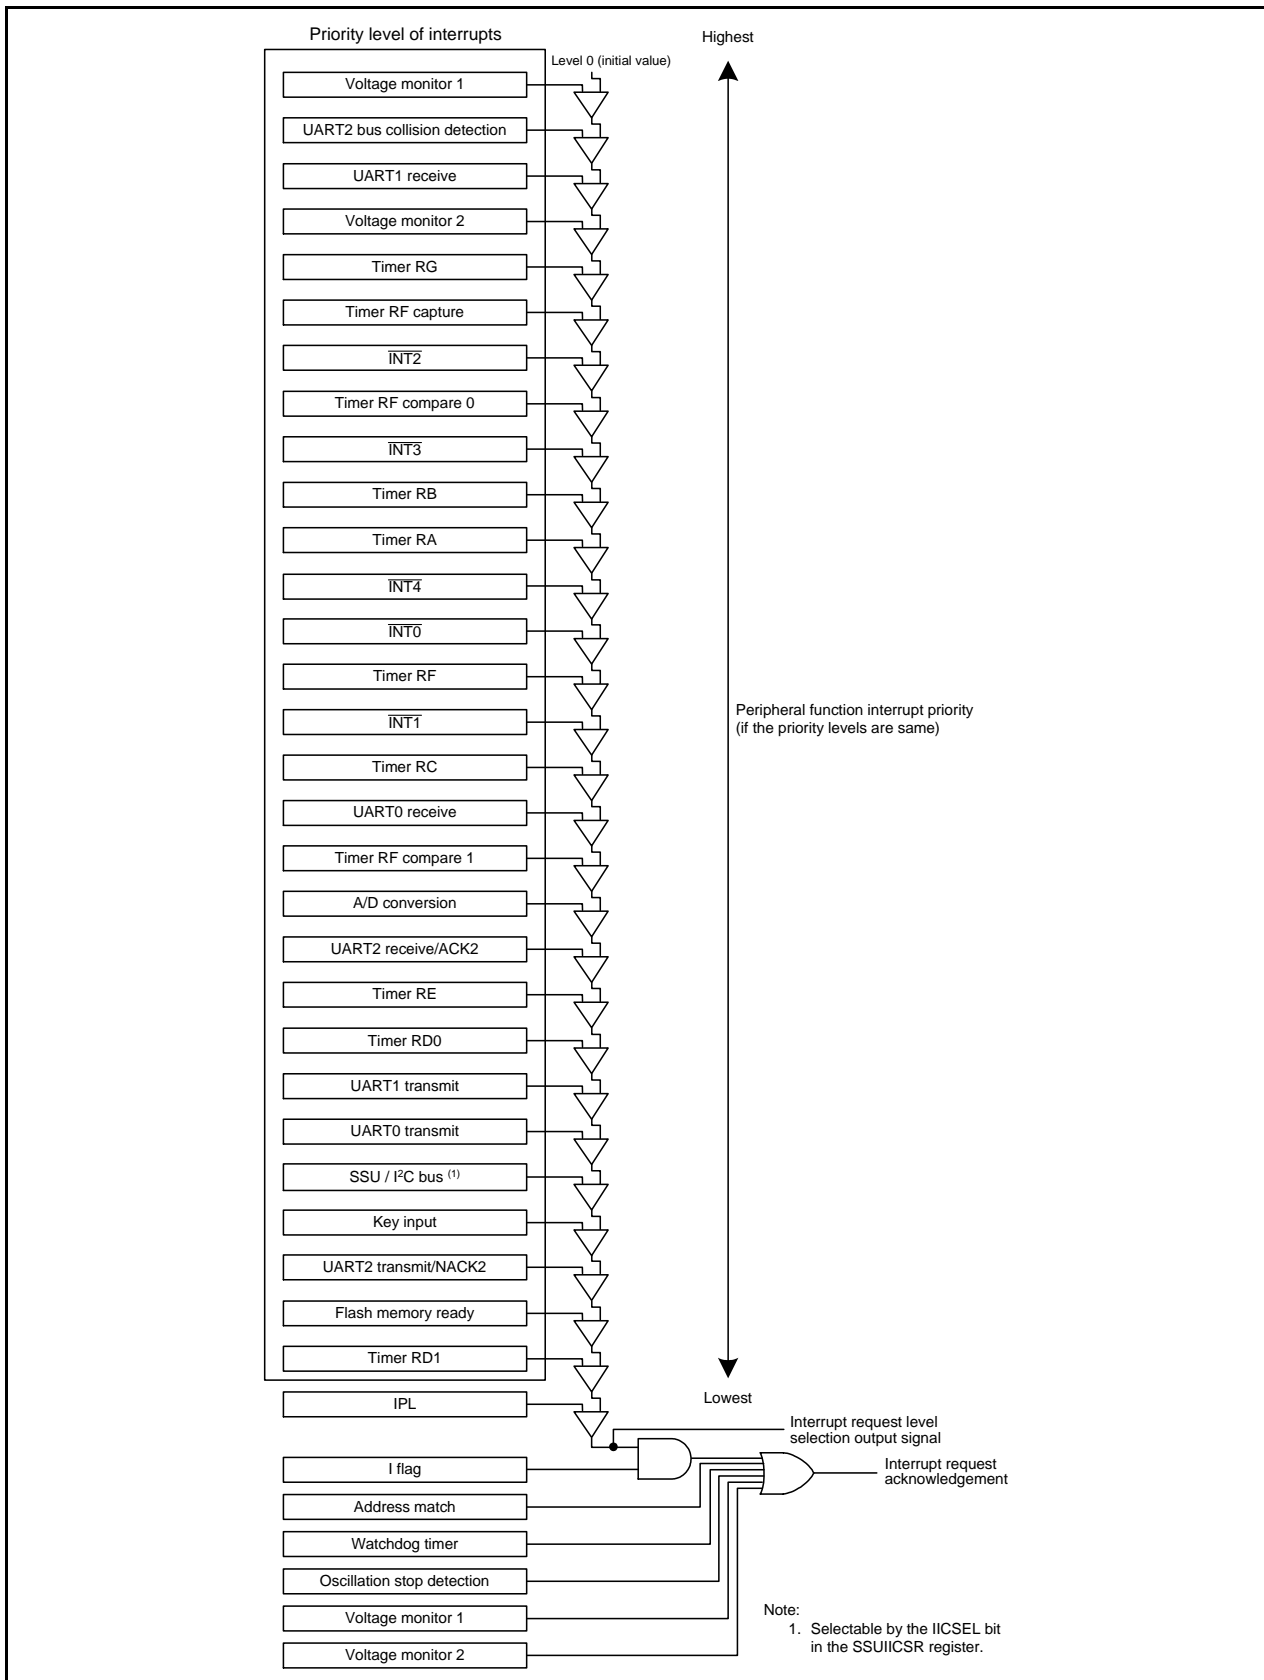 Priority level of interrupts
Highest
Level 0 (initial value)
Voltage monitor 1
UART2 bus collision detection
UART1 receive
Voltage monitor 2
Timer RG
Timer RF capture
INT2
Timer RF compare 0
INT3
Timer RB
Timer RA
INT4
INT0
Timer RF
Peripheral function interrupt priority
(if the priority levels are same)
INT1
Timer RC
UART0 receive
Timer RF compare 1
A/D conversion
UART2 receive/ACK2
Timer RE
Timer RD0
UART1 transmit
UART0 transmit
SSU / I²C bus (1)
Key input
UART2 transmit/NACK2
Flash memory ready
Timer RD1
Lowest
IPL
Interrupt request level
selection output signal
I flag
Interrupt request
acknowledgement
Address match
Watchdog timer
Oscillation stop detection
Voltage monitor 1
Voltage monitor 2
Note:
1. Selectable by the IICSEL bit
in the SSUIICSR register.